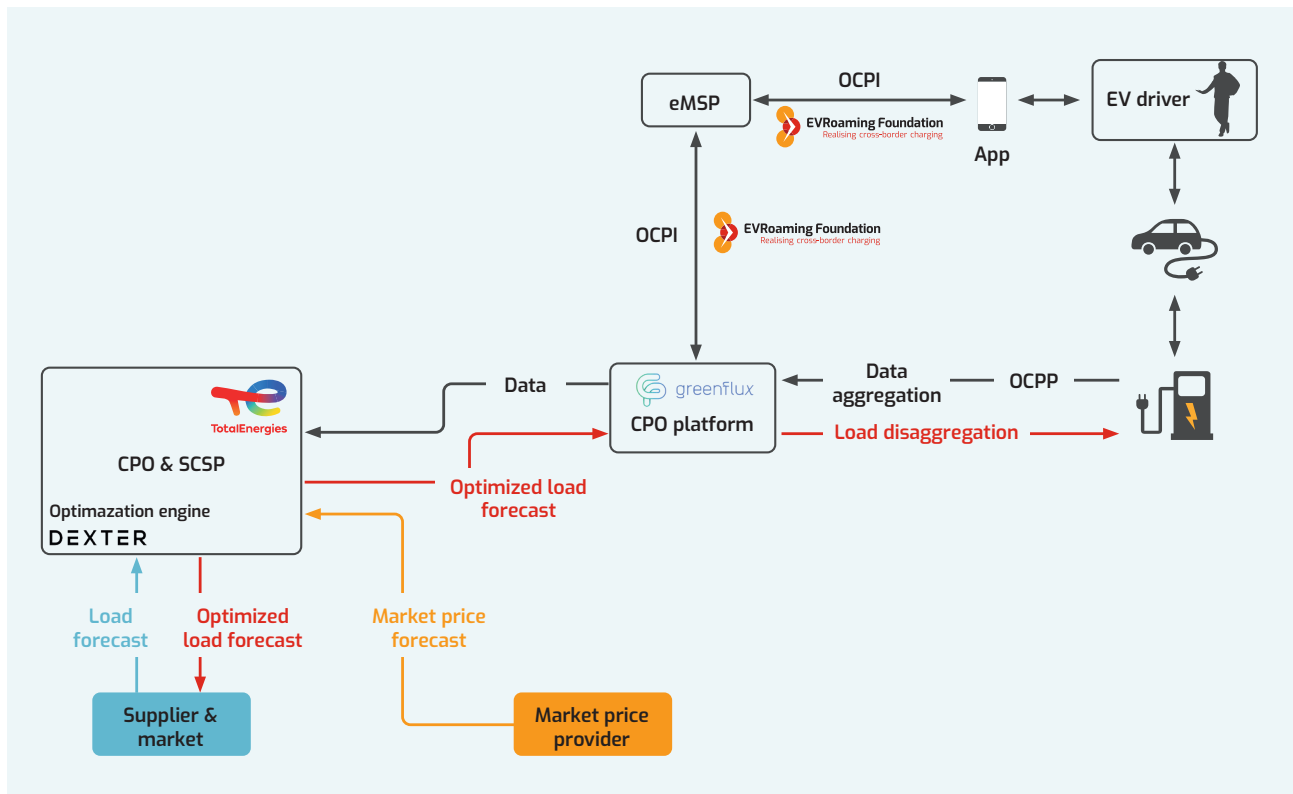 OCPI
eMSP
EV driver
EVRoaming Foundation
Realising cross-border charging
App
OCPI
EVRoaming Foundation
Realising cross-border charging
TotalEnergies
CPO & SCSP
Optimazation engine
DEXTER
Data
greenflux
CPO platform
Data
aggregation
OCPP
Load disaggregation
Optimized load
forecast
Load
forecast
Optimized
load forecast
Market price
forecast
Supplier &
market
Market price
provider